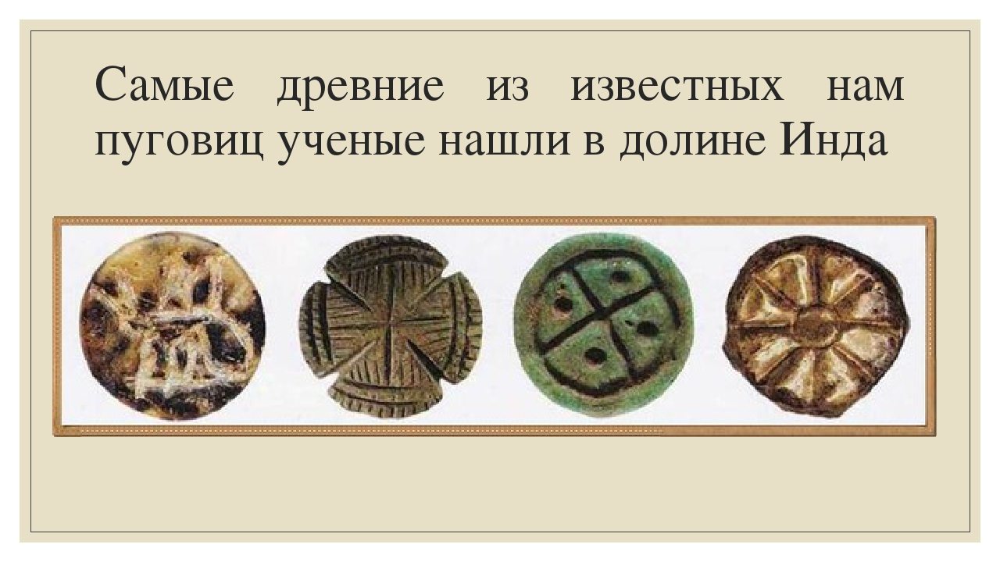 Самые древние из известных нам
пуговиц ученые нашли в долине Инда